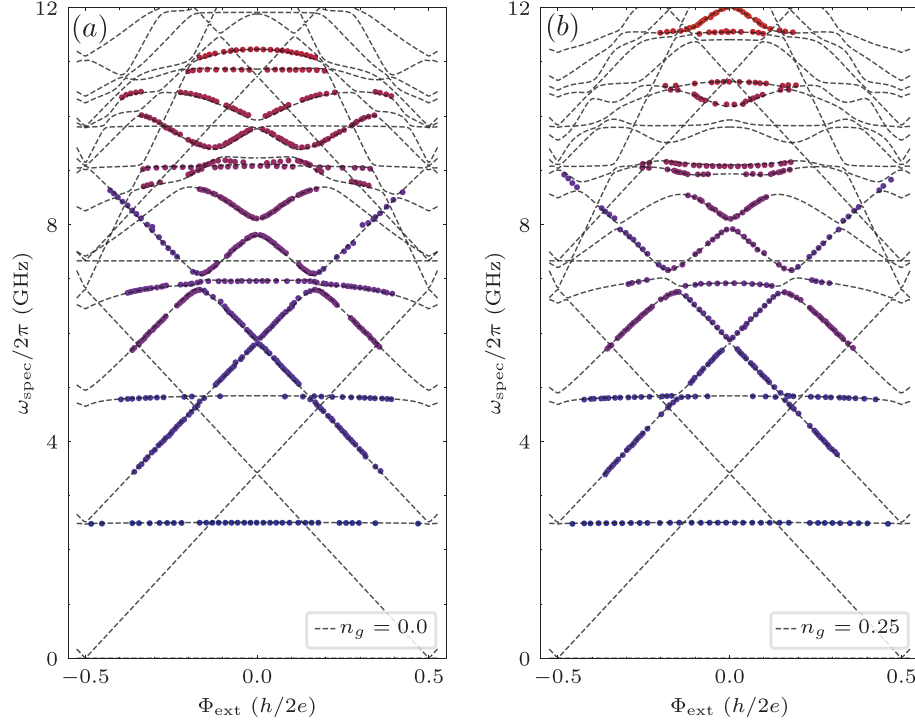 (a)
12
8
4
0
ω_spec/2π (GHz)
−0.5
0.0
0.5
Φ_ext (h/2e)
n_g = 0.0
(b)
12
8
4
0
ω_spec/2π (GHz)
−0.5
0.0
0.5
Φ_ext (h/2e)
n_g = 0.25